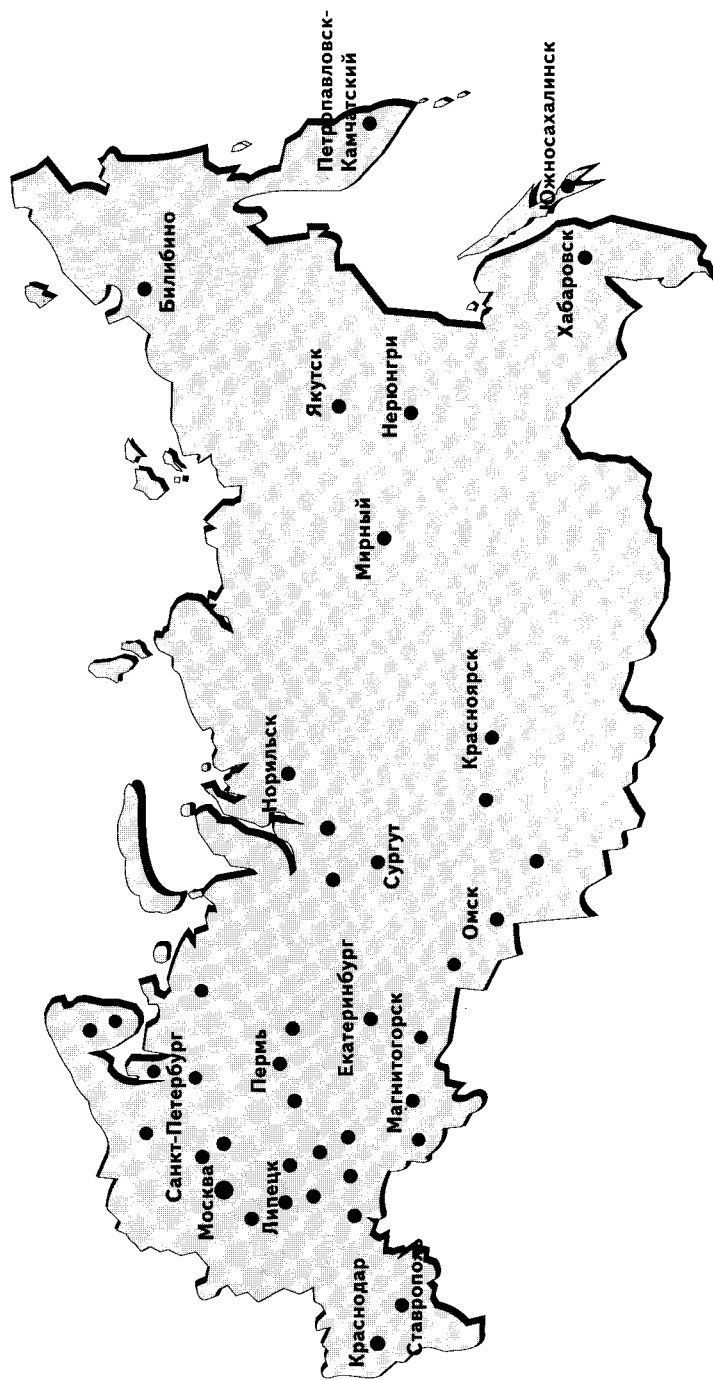 Санкт-Петербург
Москва
Липецк
Краснодар
Ставрополь
Пермь
Екатеринбург
Магнитогорск
Норильск
Сургут
Омск
Красноярск
Мирный
Якутск
Нерюнгри
Билибино
Петропавловск-
Камчатский
Хабаровск
Южносахалинск